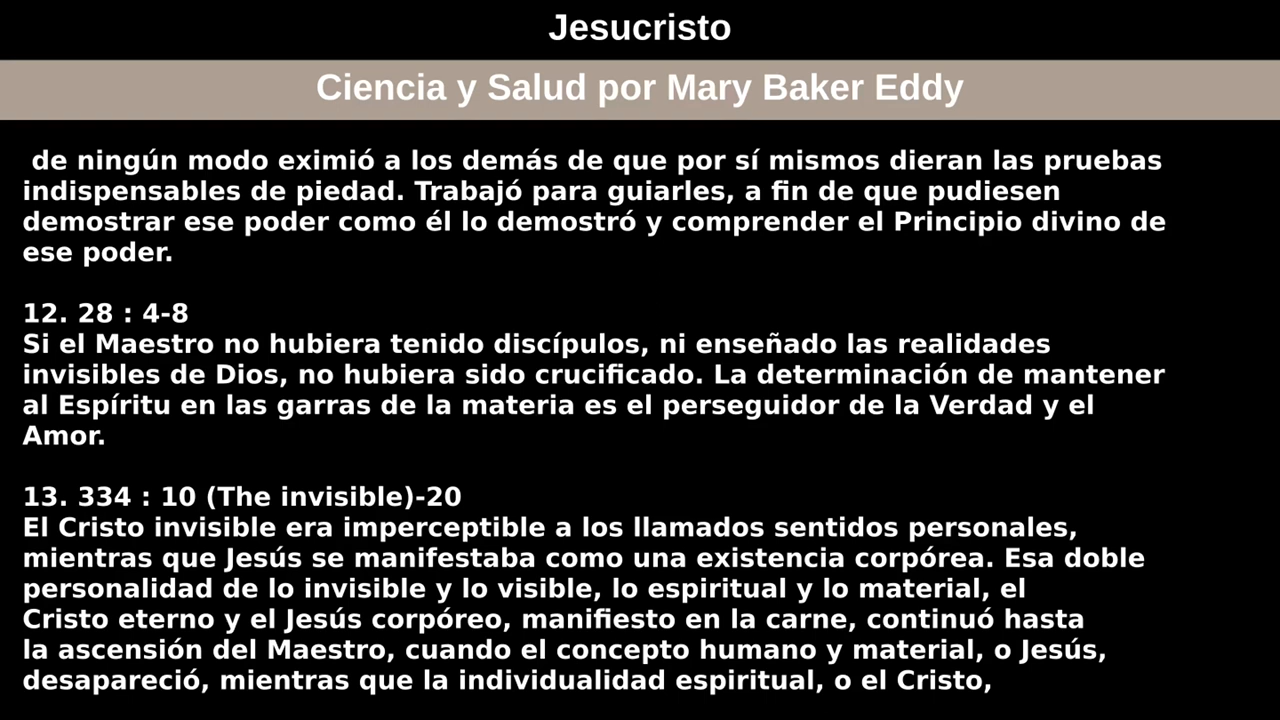 Jesucristo
Ciencia y Salud por Mary Baker Eddy
de ningún modo eximió a los demás de que por sí mismos dieran las pruebas
indispensables de piedad. Trabajó para guiarles, a fin de que pudiesen
demostrar ese poder como él lo demostró y comprender el Principio divino de
ese poder.
12. 28 : 4-8
Si el Maestro no hubiera tenido discípulos, ni enseñado las realidades
invisibles de Dios, no hubiera sido crucificado. La determinación de mantener
al Espíritu en las garras de la materia es el perseguidor de la Verdad y el
Amor.
13. 334 : 10 (The invisible)-20
El Cristo invisible era imperceptible a los llamados sentidos personales,
mientras que Jesús se manifestaba como una existencia corpórea. Esa doble
personalidad de lo invisible y lo visible, lo espiritual y lo material, el
Cristo eterno y el Jesús corpóreo, manifiesto en la carne, continuó hasta
la ascensión del Maestro, cuando el concepto humano y material, o Jesús,
desapareció, mientras que la individualidad espiritual, o el Cristo,